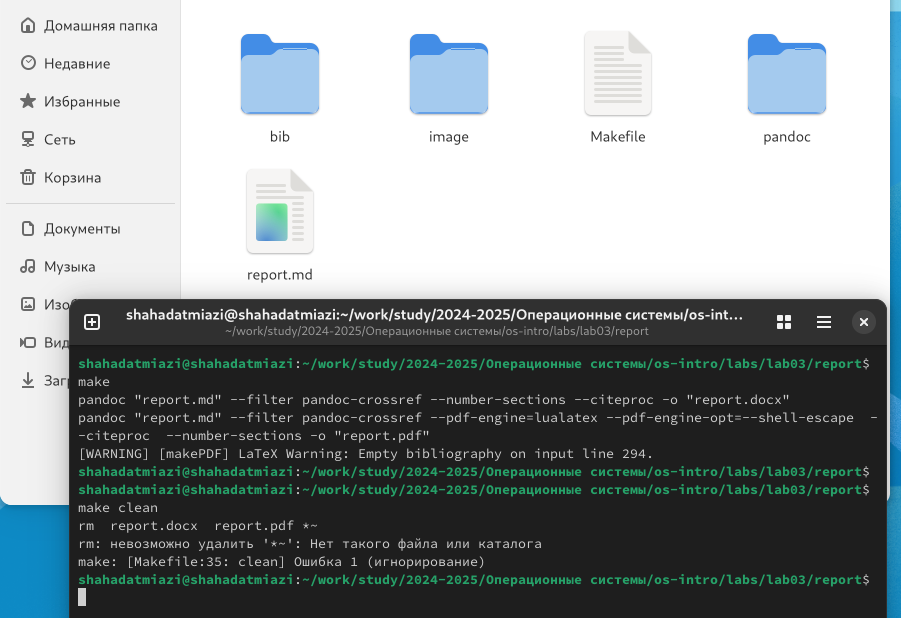 Домашняя папка
Недавние
Избранные
Сеть
Корзина
Документы
Музыка
bib
image
Makefile
pandoc
report.md
shahadatmiazi@shahadatmiazi:~/work/study/2024-2025/Операционные системы/os-int...
~/work/study/2024-2025/Операционные системы/os-intro/labs/lab03/report
shahadatmiazi@shahadatmiazi:~/work/study/2024-2025/Операционные системы/os-intro/labs/lab03/report$
make
pandoc "report.md" --filter pandoc-crossref --number-sections --citeproc -o "report.docx"
pandoc "report.md" --filter pandoc-crossref --pdf-engine=lualatex --pdf-engine-opt=--shell-escape  -
-citeproc  --number-sections -o "report.pdf"
[WARNING] [makePDF] LaTeX Warning: Empty bibliography on input line 294.
shahadatmiazi@shahadatmiazi:~/work/study/2024-2025/Операционные системы/os-intro/labs/lab03/report$
shahadatmiazi@shahadatmiazi:~/work/study/2024-2025/Операционные системы/os-intro/labs/lab03/report$
make clean
rm  report.docx  report.pdf *~
rm: невозможно удалить '*~': Нет такого файла или каталога
make: [Makefile:35: clean] Ошибка 1 (игнорирование)
shahadatmiazi@shahadatmiazi:~/work/study/2024-2025/Операционные системы/os-intro/labs/lab03/report$